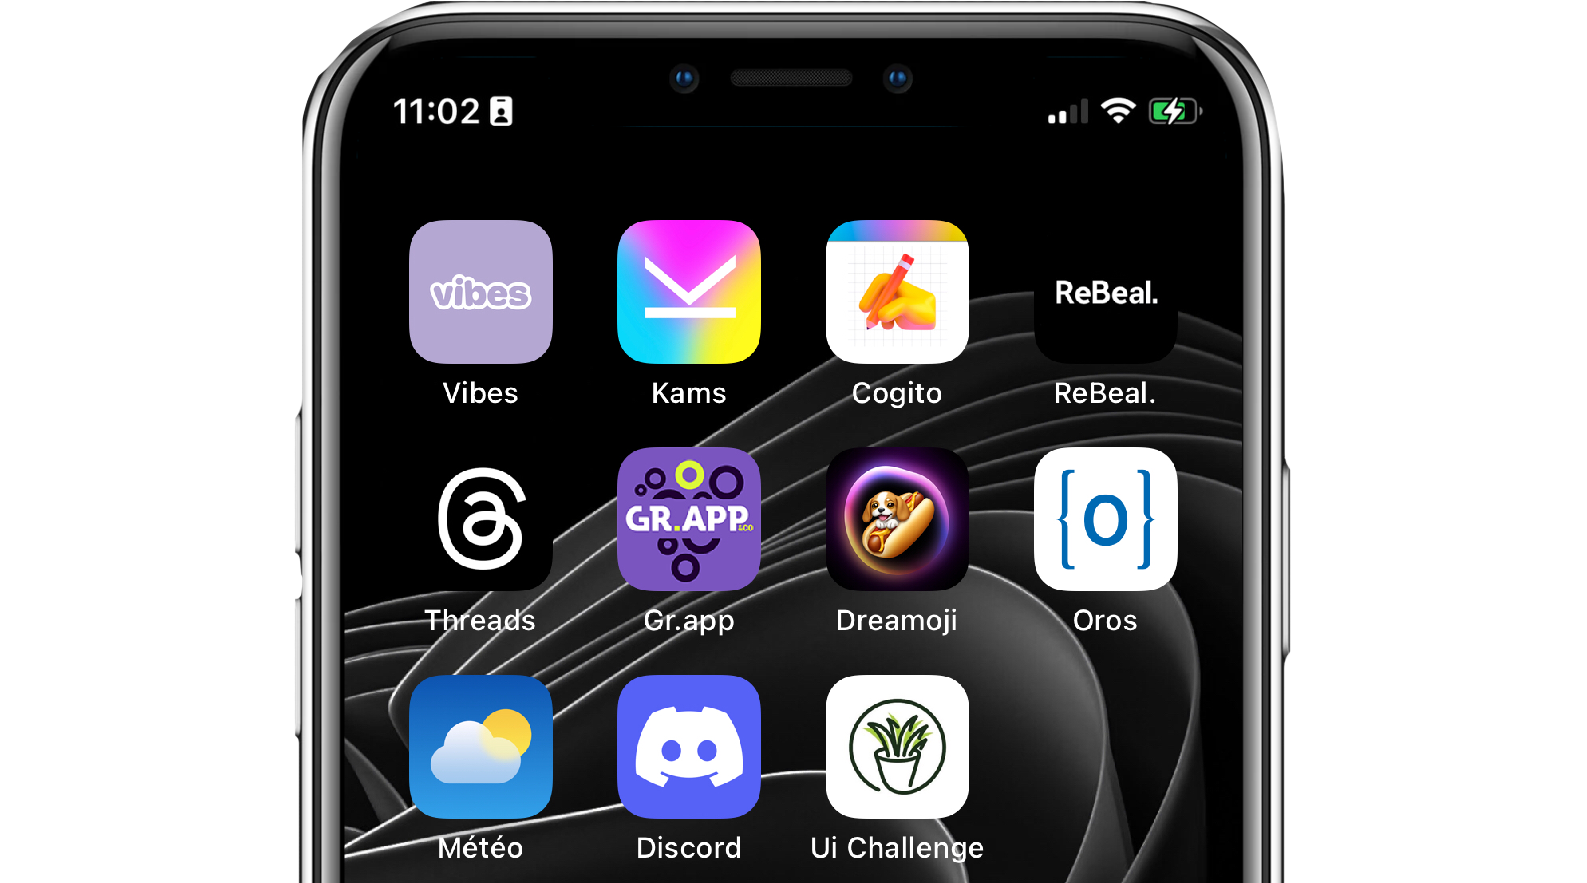 11:02
vibes
ReBeal.
Vibes
Kams
Cogito
ReBeal.
GR.APP.&CO
Threads
Gr.app
Dreamoji
{O}
Oros
Météo
Discord
Ui Challenge